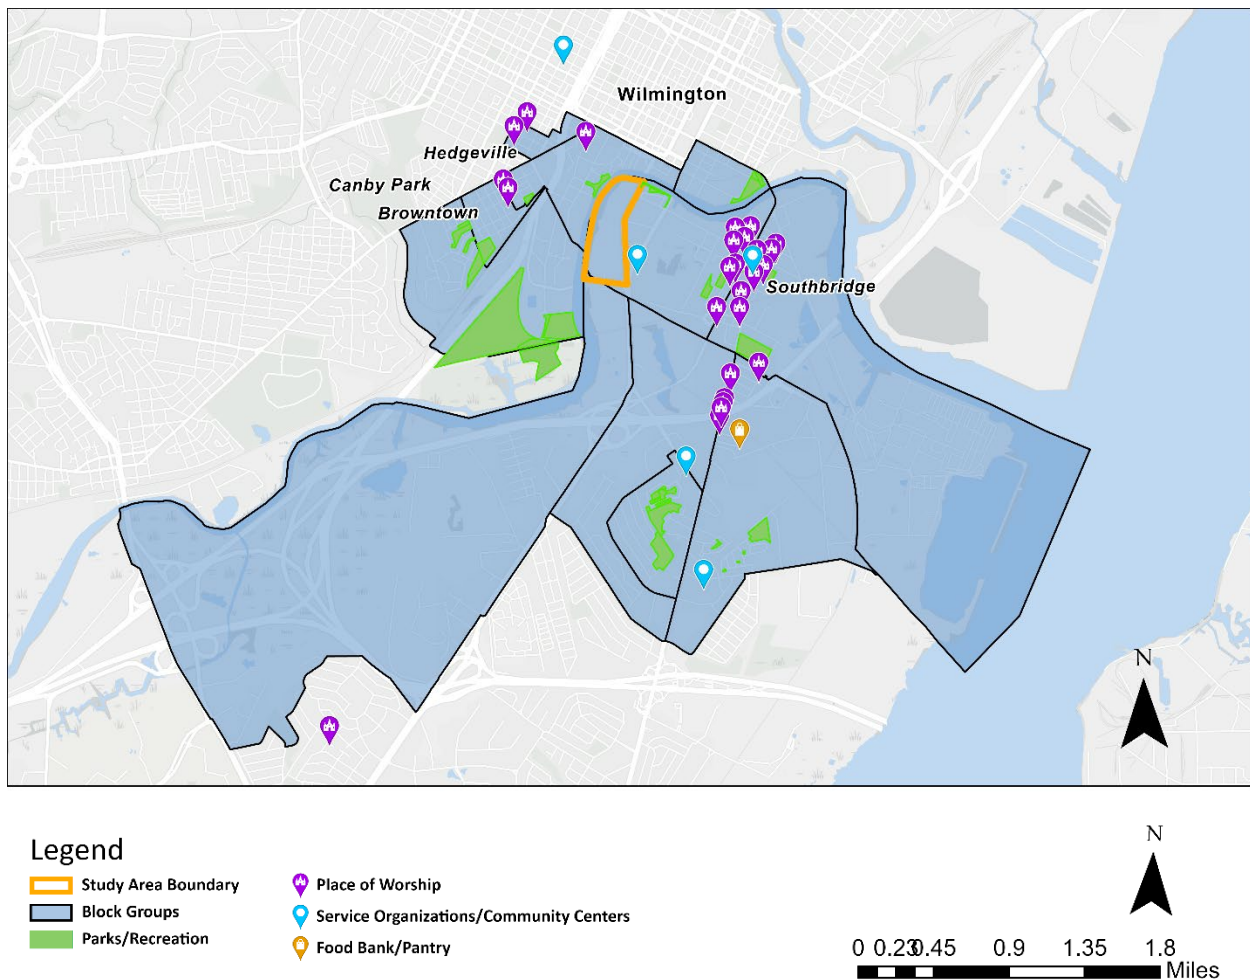 Wilmington
Hedgeville
Canby Park
Browntown
Southbridge
N
Legend
Study Area Boundary
Block Groups
Parks/Recreation
Place of Worship
Service Organizations/Community Centers
Food Bank/Pantry
N
0 0.23 0.45 0.9 1.35 1.8
Miles